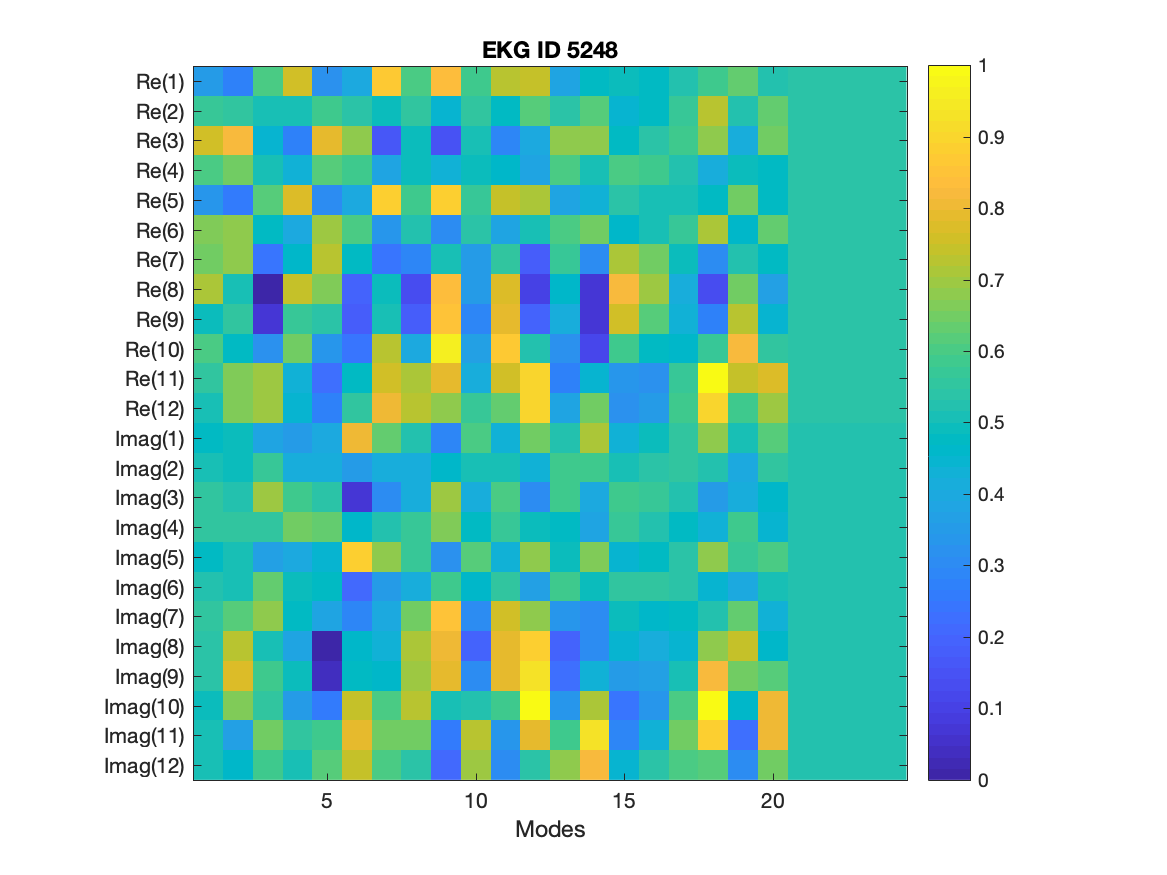 EKG ID 5248
Re(1)
Re(2)
Re(3)
Re(4)
Re(5)
Re(6)
Re(7)
Re(8)
Re(9)
Re(10)
Re(11)
Re(12)
Imag(1)
Imag(2)
Imag(3)
Imag(4)
Imag(5)
Imag(6)
Imag(7)
Imag(8)
Imag(9)
Imag(10)
Imag(11)
Imag(12)
5 10 15 20
Modes
1
0.9
0.8
0.7
0.6
0.5
0.4
0.3
0.2
0.1
0